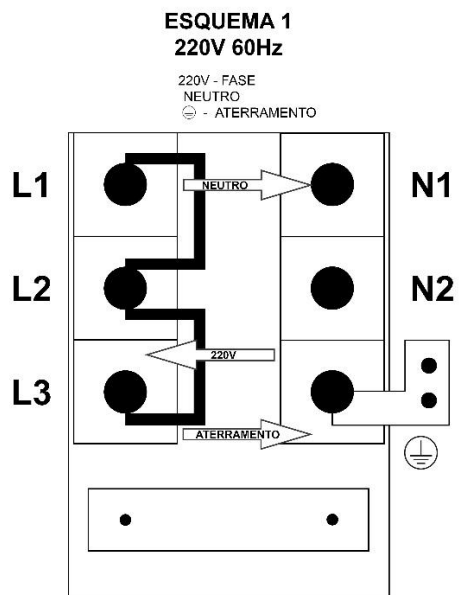 ESQUEMA 1
220V 60Hz
220V - FASE
NEUTRO
⏚ - ATERRAMENTO
L1
NEUTRO
N1
L2
N2
220V
L3
ATERRAMENTO